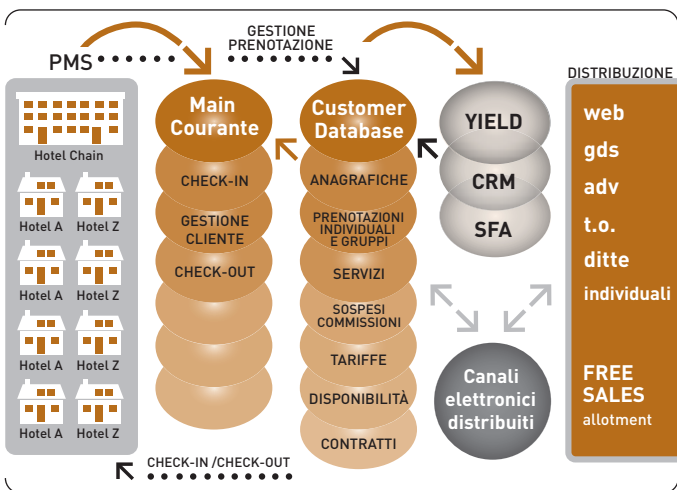 GESTIONE
PRENOTAZIONE
PMS
Hotel Chain
Hotel A
Hotel Z
Hotel A
Hotel Z
Hotel A
Hotel Z
Hotel A
Hotel Z
Main
Courante
CHECK-IN
GESTIONE
CLIENTE
CHECK-OUT
Customer
Database
ANAGRAFICHE
PRENOTAZIONI
INDIVIDUALI
E GRUPPI
SERVIZI
SOSPESI
COMMISSIONI
TARIFFE
DISPONIBILITÀ
CONTRATTI
YIELD
CRM
SFA
Canali
elettronici
distribuiti
DISTRIBUZIONE
web
gds
adv
t.o.
ditte
individuali
FREE
SALES
allotment
CHECK-IN /CHECK-OUT